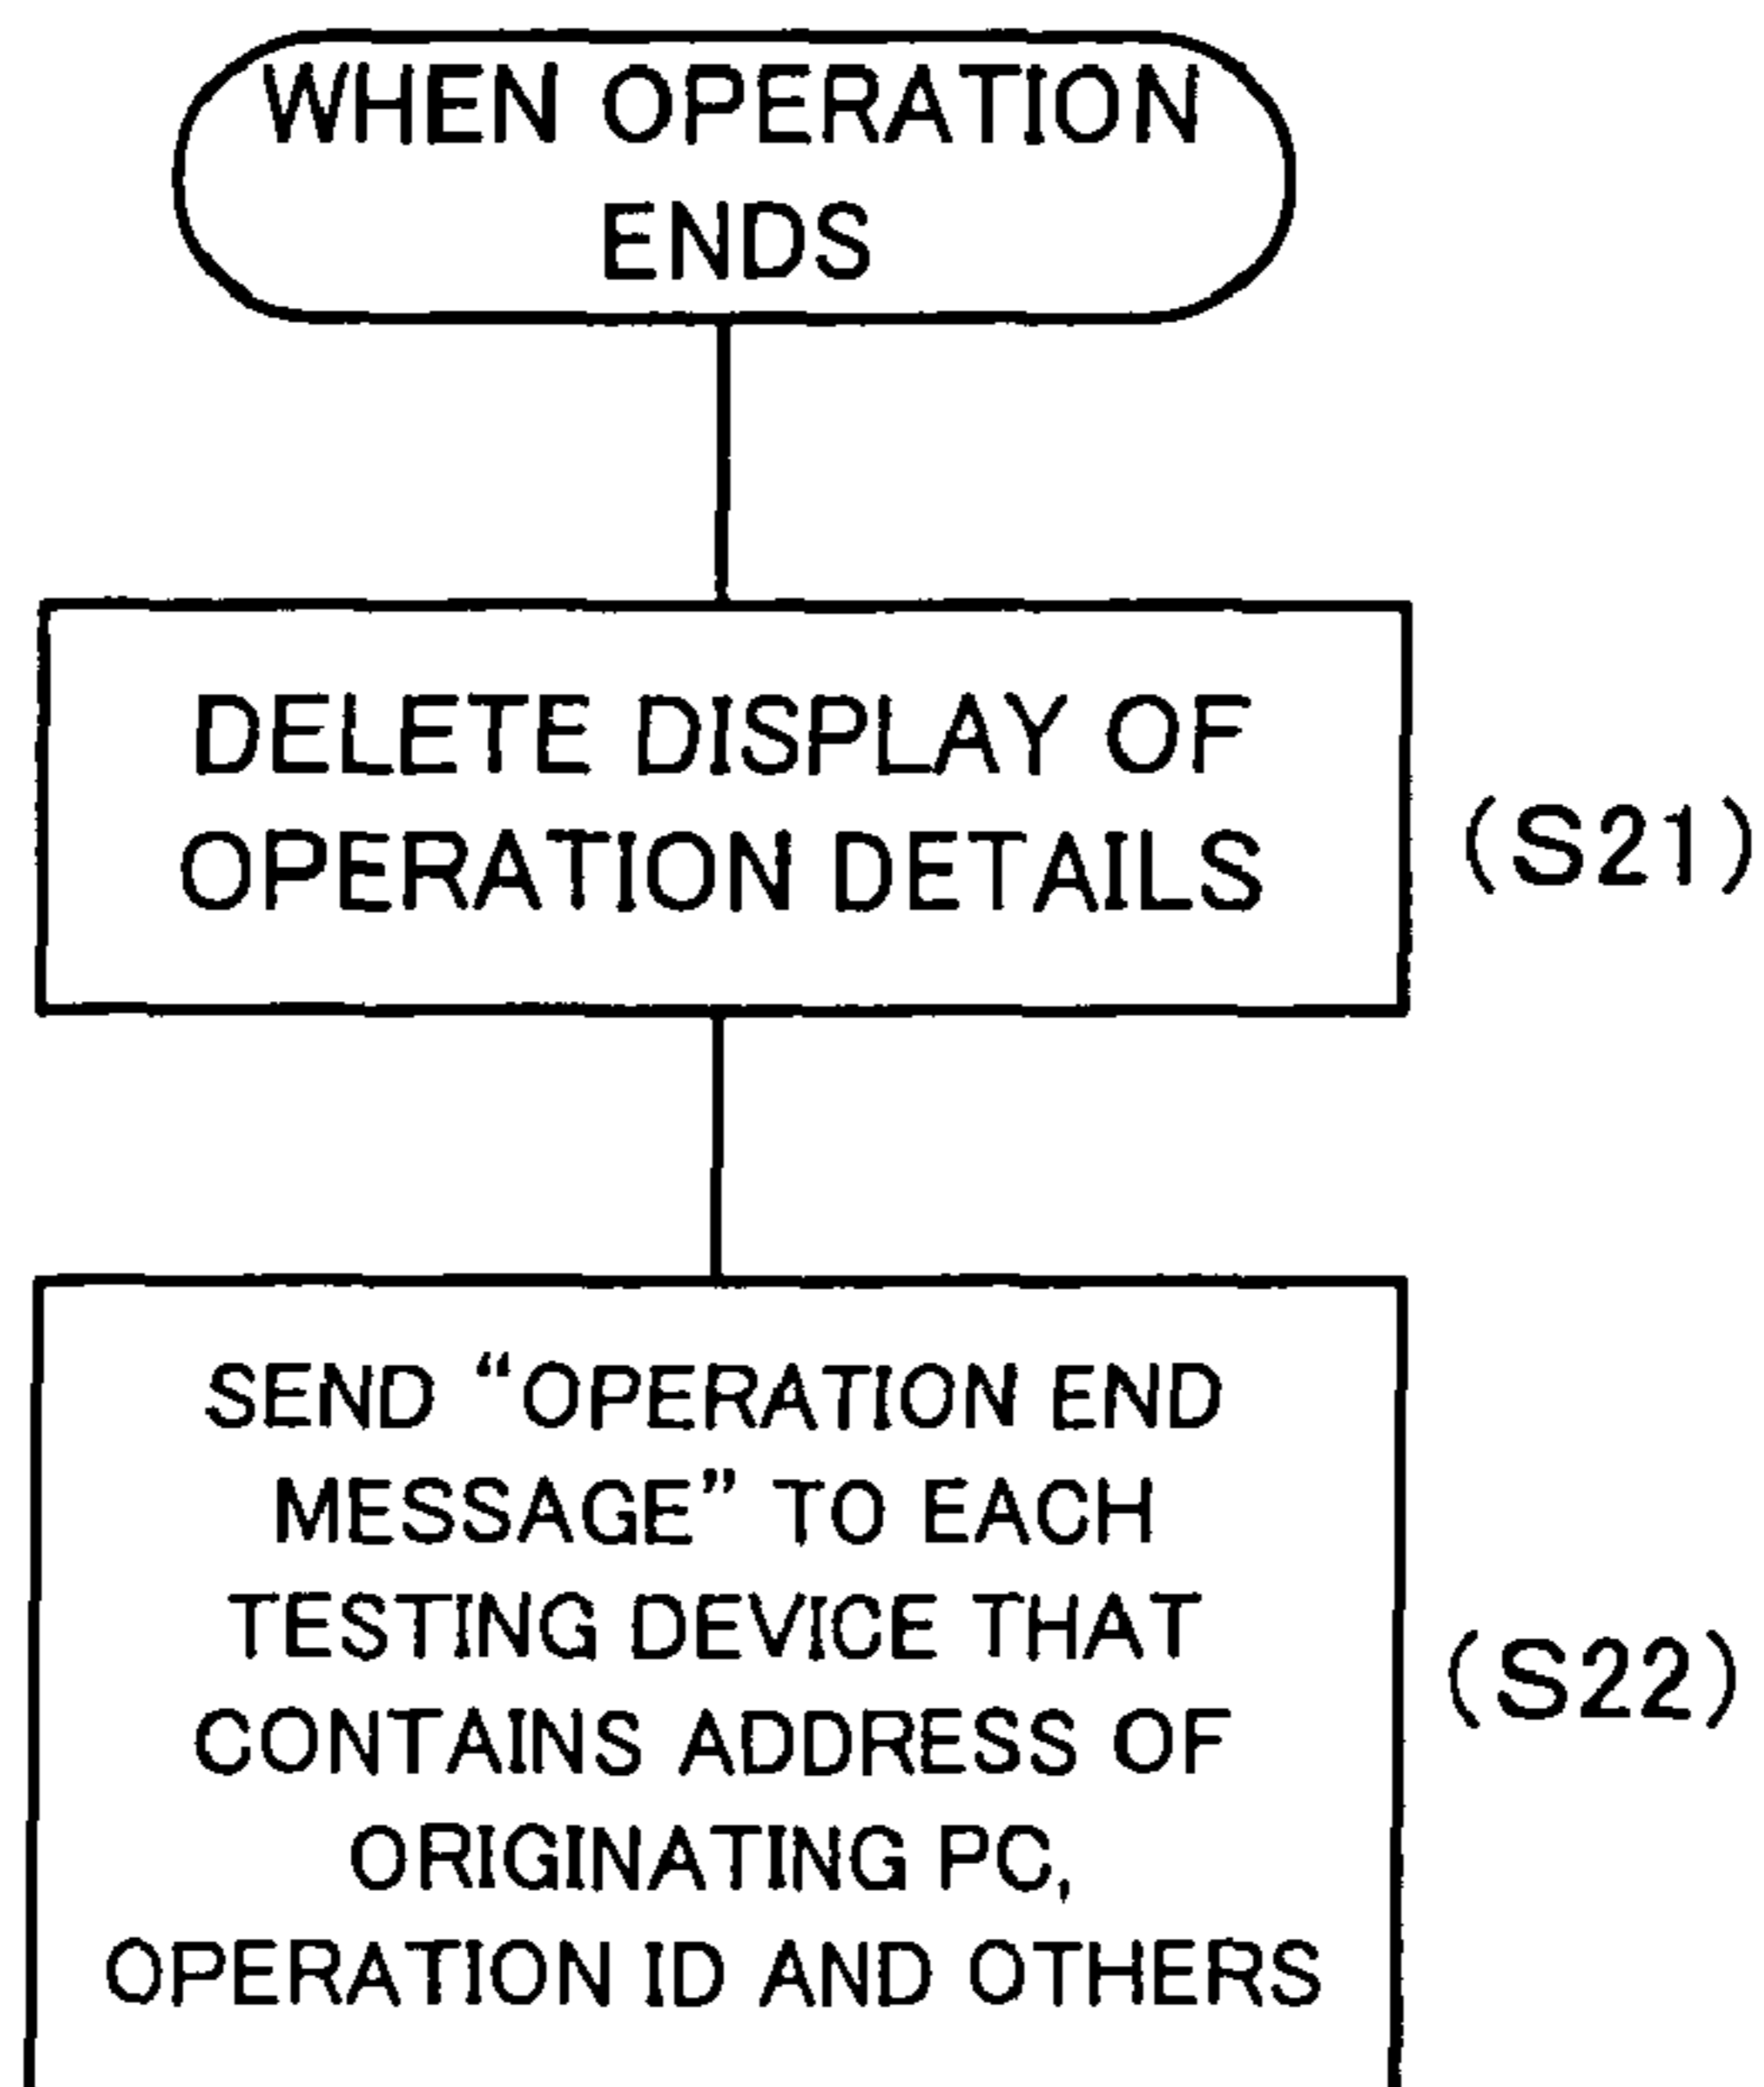 WHEN OPERATION
ENDS
DELETE DISPLAY OF
OPERATION DETAILS
(S21)
SEND “OPERATION END
MESSAGE” TO EACH
TESTING DEVICE THAT
CONTAINS ADDRESS OF
ORIGINATING PC,
OPERATION ID AND OTHERS
(S22)